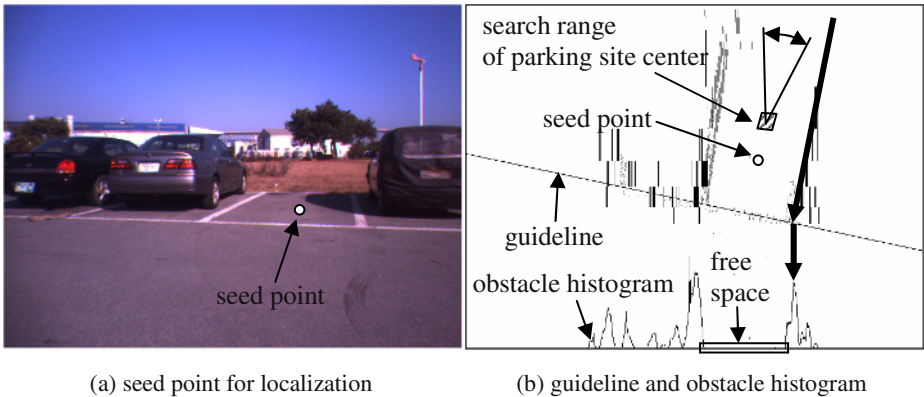 seed point
search range
of parking site center
seed point
guideline
obstacle histogram
free
space
(a) seed point for localization
(b) guideline and obstacle histogram